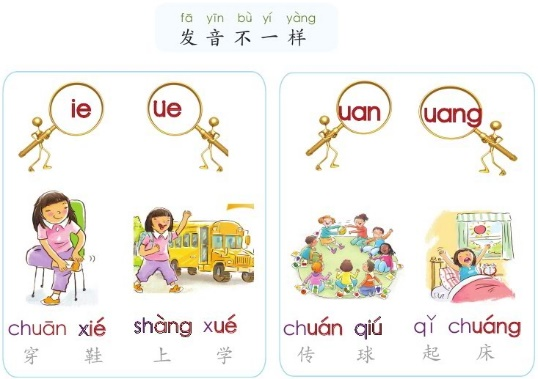 fā yīn bù yí yàng
发音不一样
ie ue uan uang
chuān xié shàng xué chuán qiú qǐ chuáng
穿鞋 上学 传球 起床